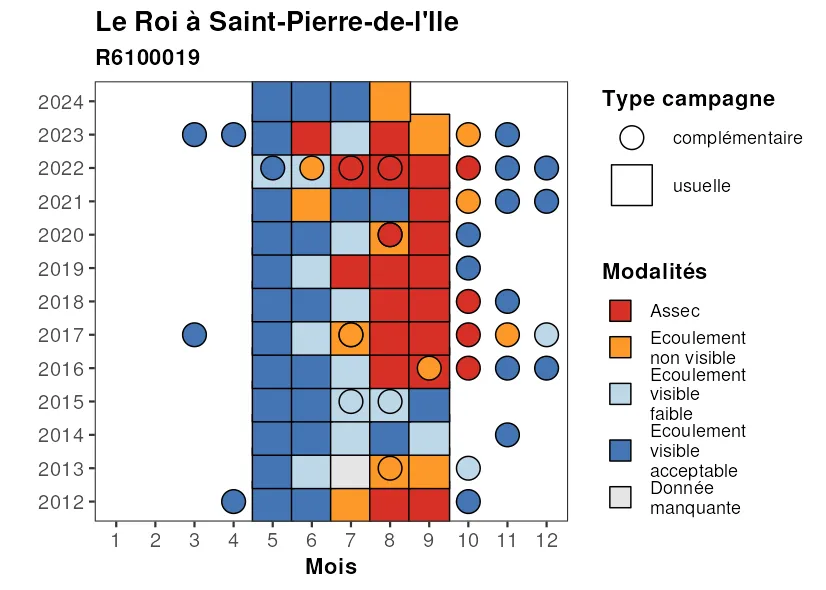 Le Roi à Saint-Pierre-de-l'Ile
R6100019
2024
2023
2022
2021
2020
2019
2018
2017
2016
2015
2014
2013
2012
1 2 3 4 5 6 7 8 9 10 11 12
Mois
Type campagne
complémentaire
usuelle
Modalités
Assec
Ecoulement
non visible
Ecoulement
visible
faible
Ecoulement
visible
acceptable
Donnée
manquante